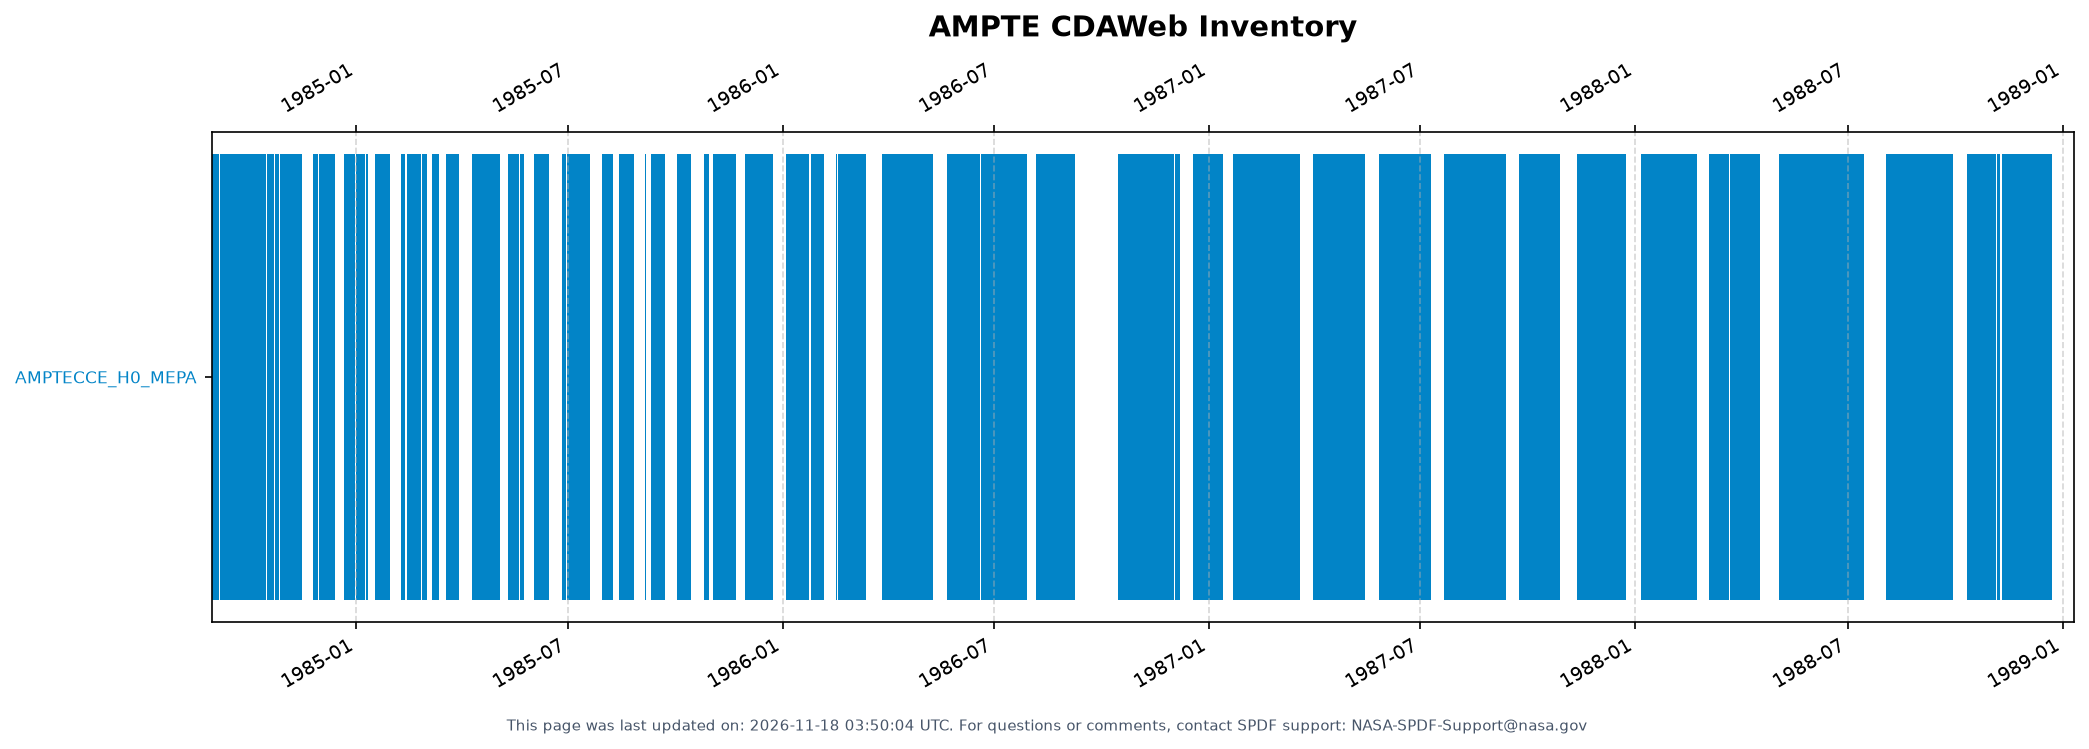 AMPTE CDAWeb Inventory
1985-01 1985-07 1986-01 1986-07 1987-01 1987-07 1988-01 1988-07 1989-01
AMPTECCE_H0_MEPA
1985-01 1985-07 1986-01 1986-07 1987-01 1987-07 1988-01 1988-07 1989-01
This page was last updated on: 2026-11-18 03:50:04 UTC. For questions or comments, contact SPDF support: NASA-SPDF-Support@nasa.gov